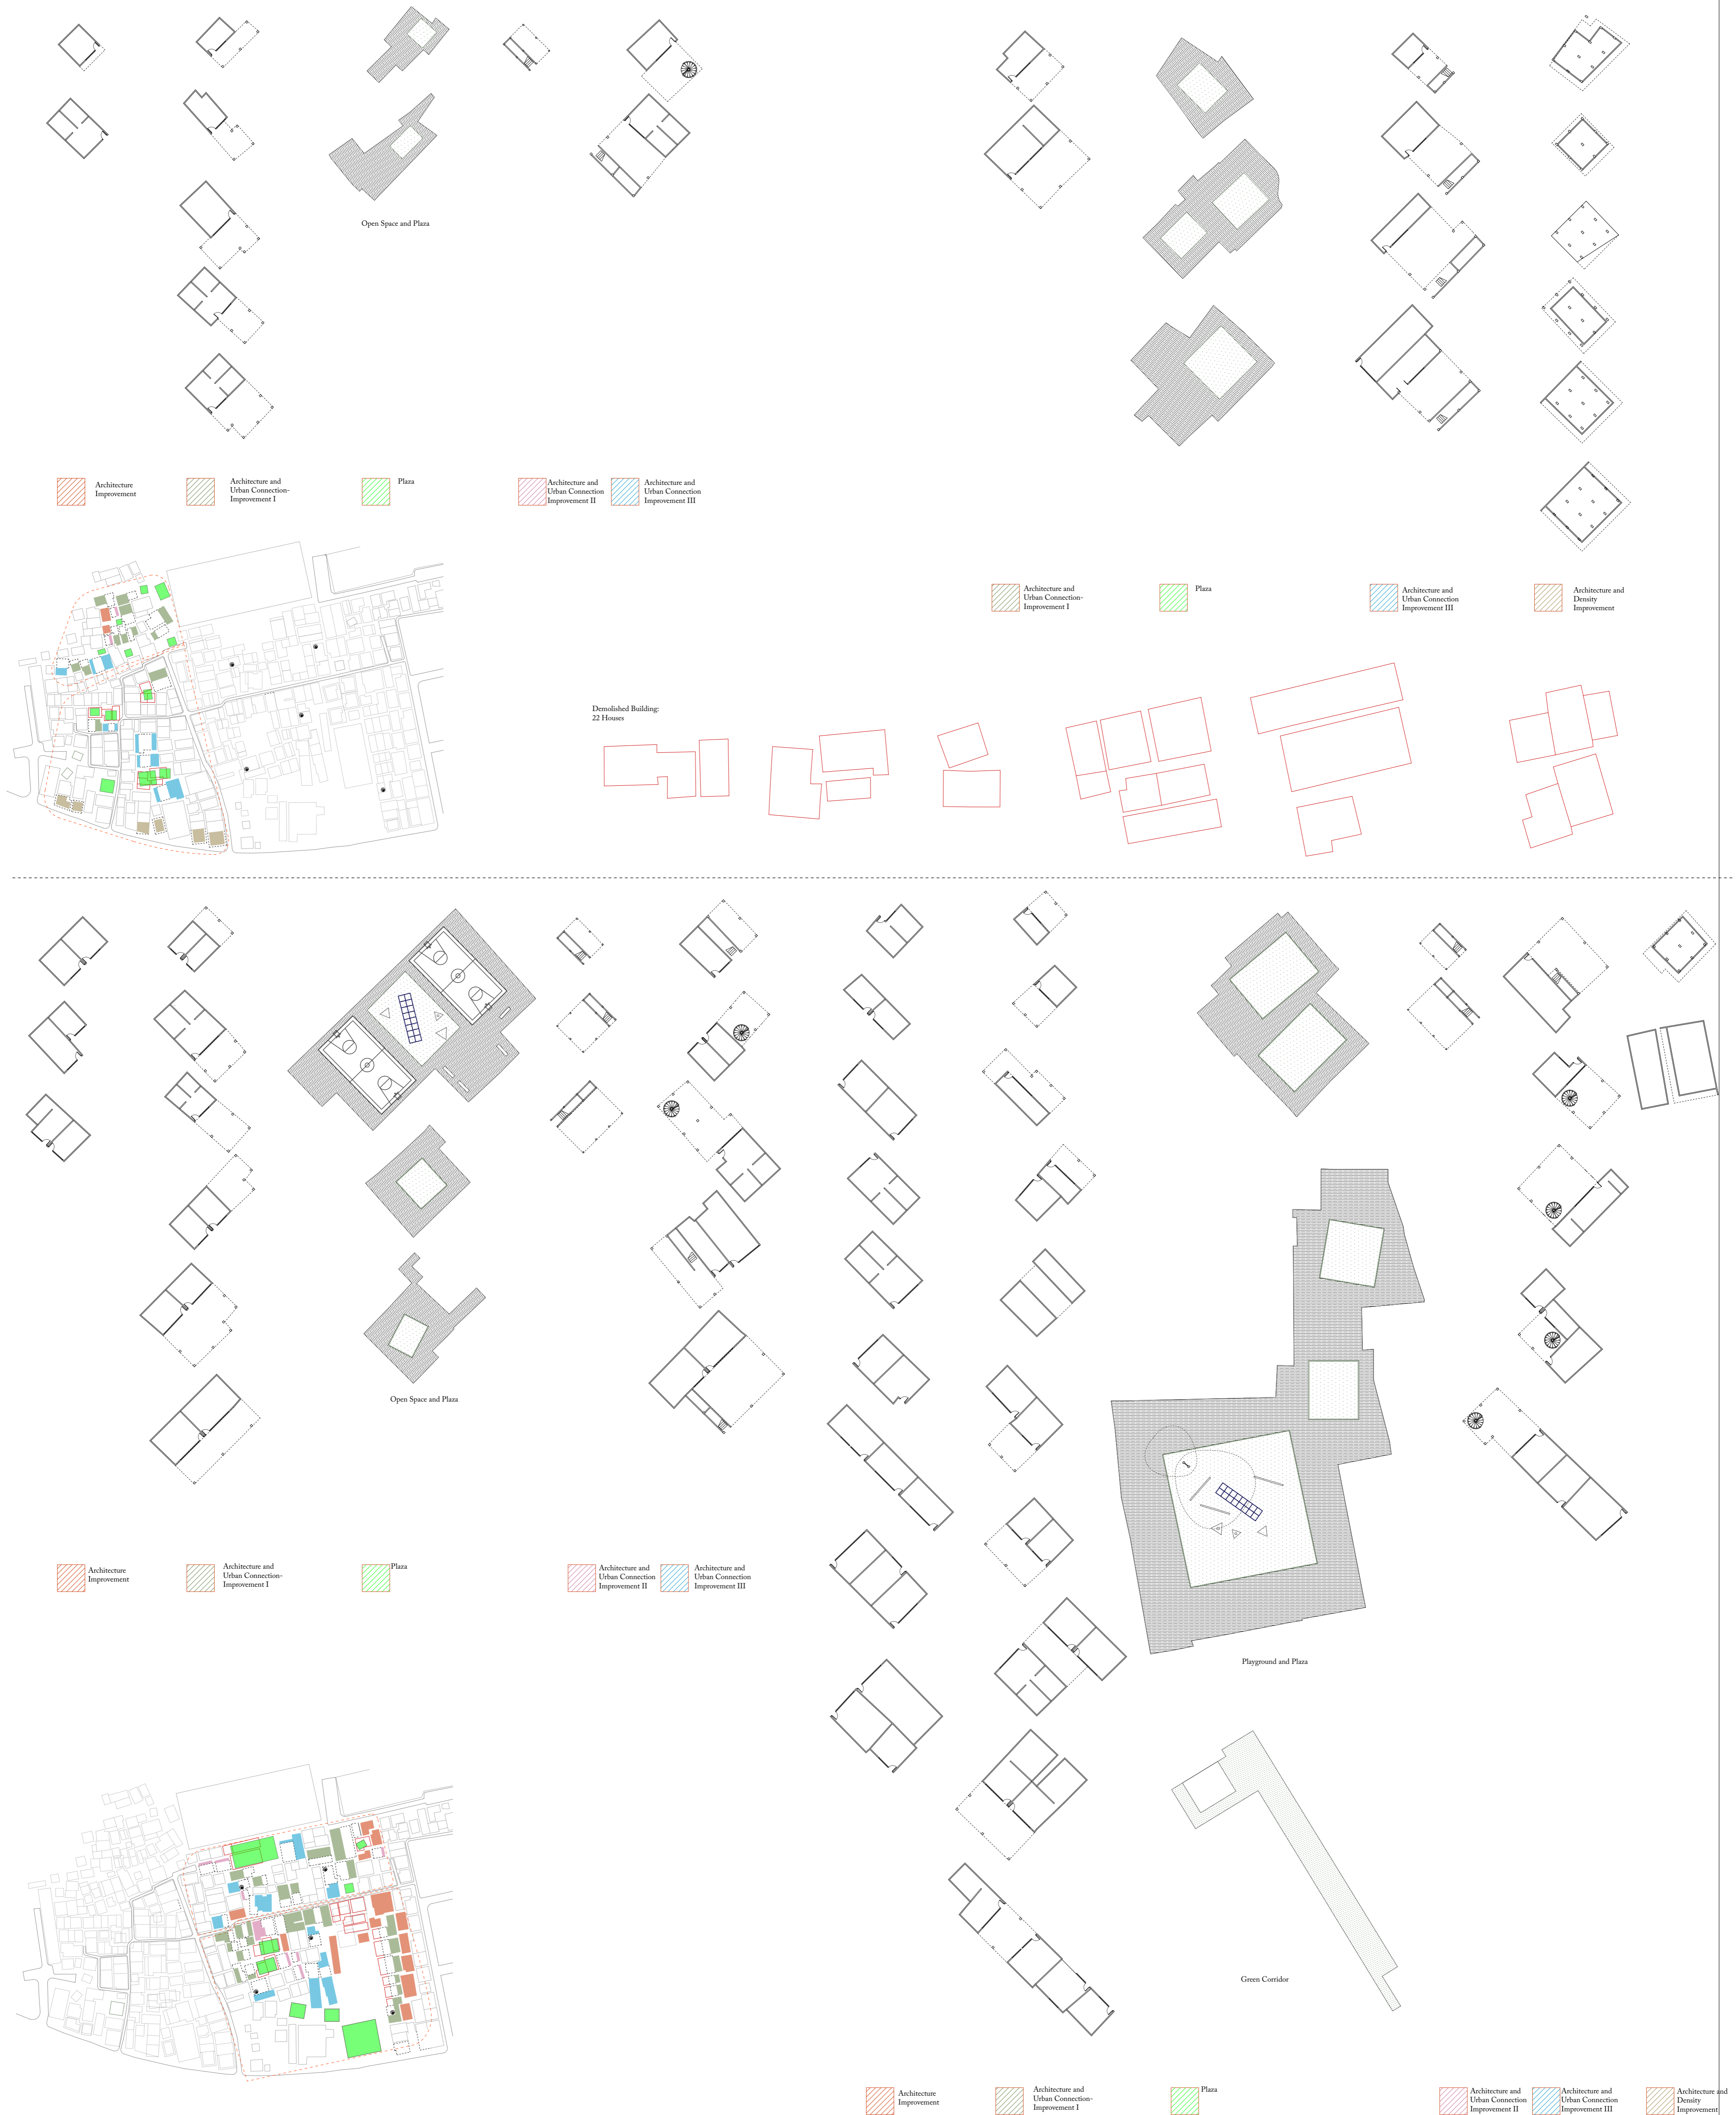 Open Space and Plaza
Architecture
Improvement
Architecture and
Urban Connection-
Improvement I
Plaza
Architecture and
Urban Connection
Improvement II
Architecture and
Urban Connection
Improvement III
Architecture and
Urban Connection-
Improvement I
Plaza
Architecture and
Urban Connection
Improvement III
Architecture and
Density
Improvement
Demolished Building:
22 Houses
Open Space and Plaza
Architecture
Improvement
Architecture and
Urban Connection-
Improvement I
Plaza
Architecture and
Urban Connection
Improvement II
Architecture and
Urban Connection
Improvement III
Playground and Plaza
Green Corridor
Architecture
Improvement
Architecture and
Urban Connection-
Improvement I
Plaza
Architecture and
Urban Connection
Improvement II
Architecture and
Urban Connection
Improvement III
Architecture and
Density
Improvement